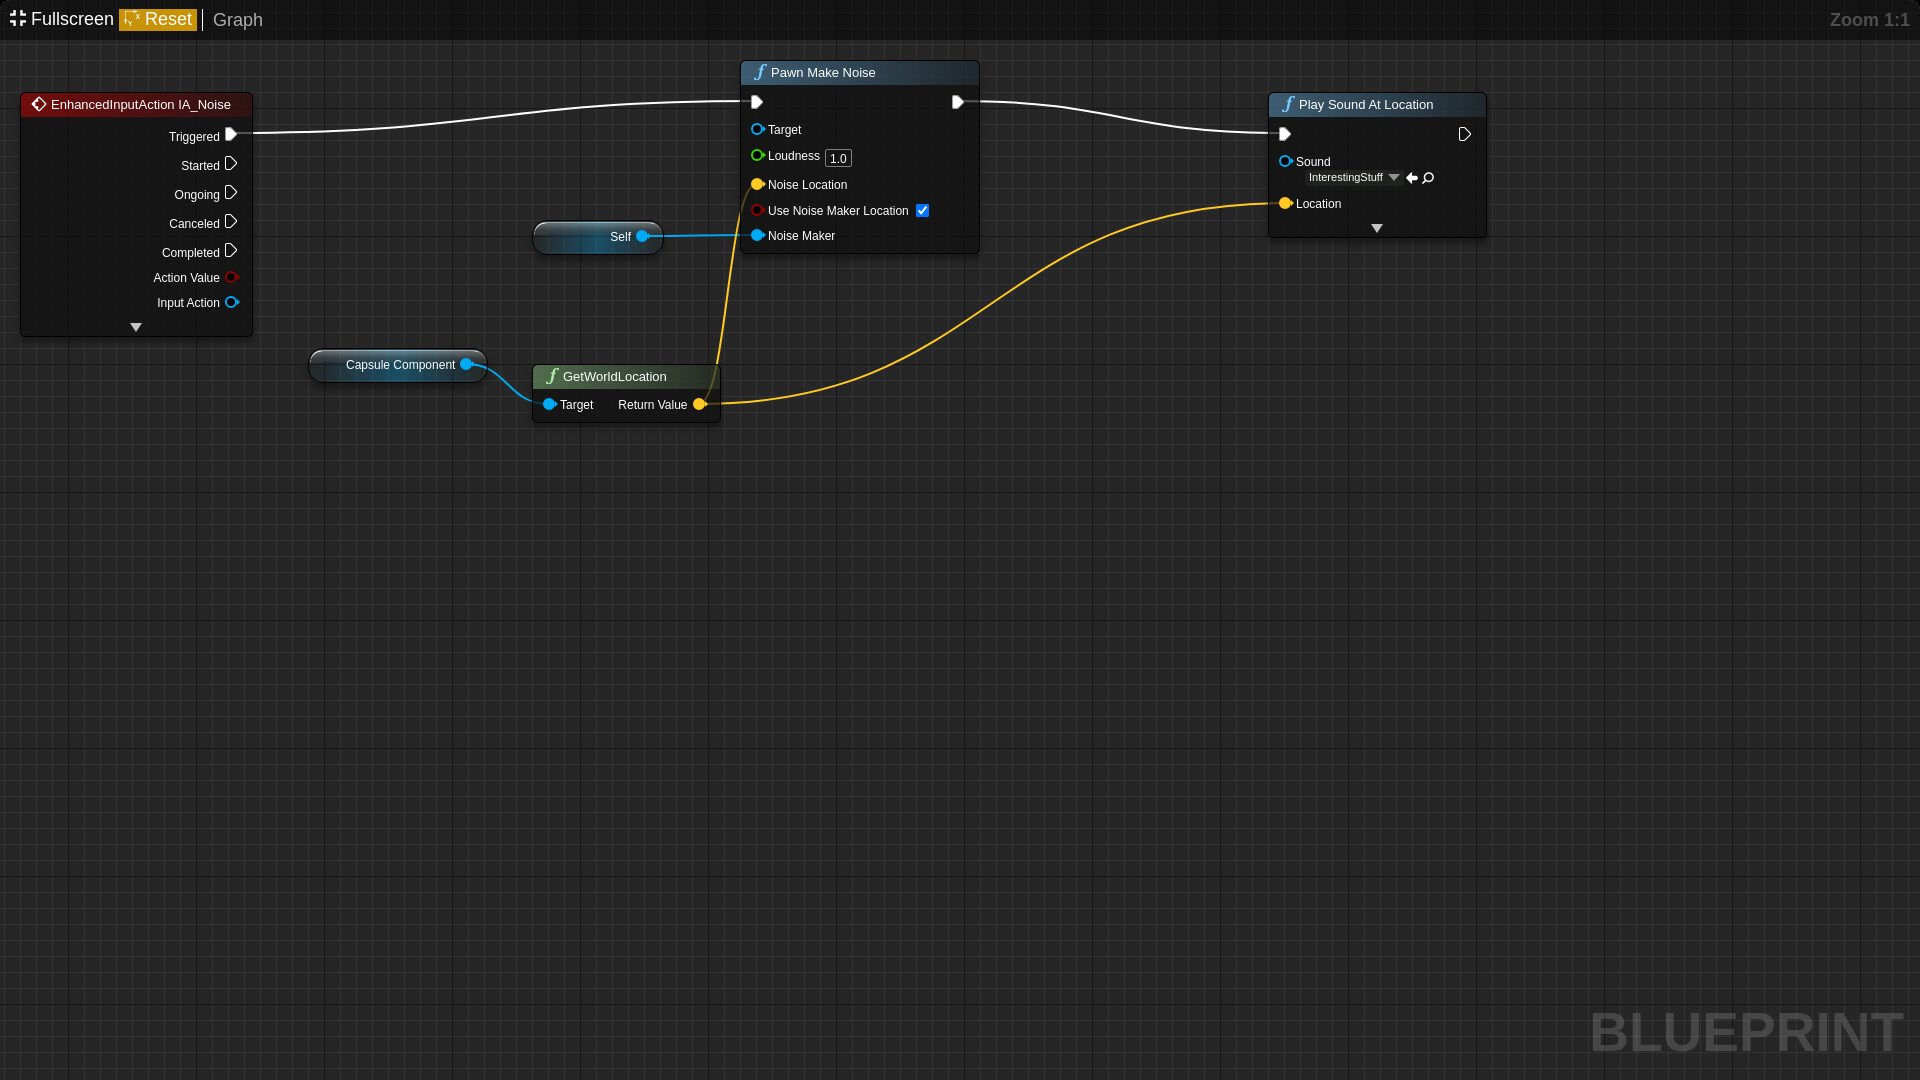 Fullscreen Reset Graph
Zoom 1:1
EnhancedInputAction IA_Noise
Triggered
Started
Ongoing
Canceled
Completed
Action Value
Input Action
Pawn Make Noise
Target
Loudness 1.0
Noise Location
Use Noise Maker Location
Noise Maker
Play Sound At Location
Sound
InterestingStuff
Location
Self
Capsule Component
GetWorldLocation
Target Return Value
BLUEPRINT